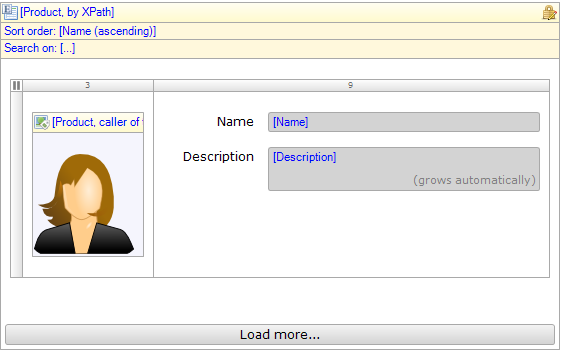 [Product, by XPath]
Sort order: [Name (ascending)]
Search on: [...]
3
9
[Product, caller of
Name
[Name]
Description
[Description]
(grows automatically)
Load more...